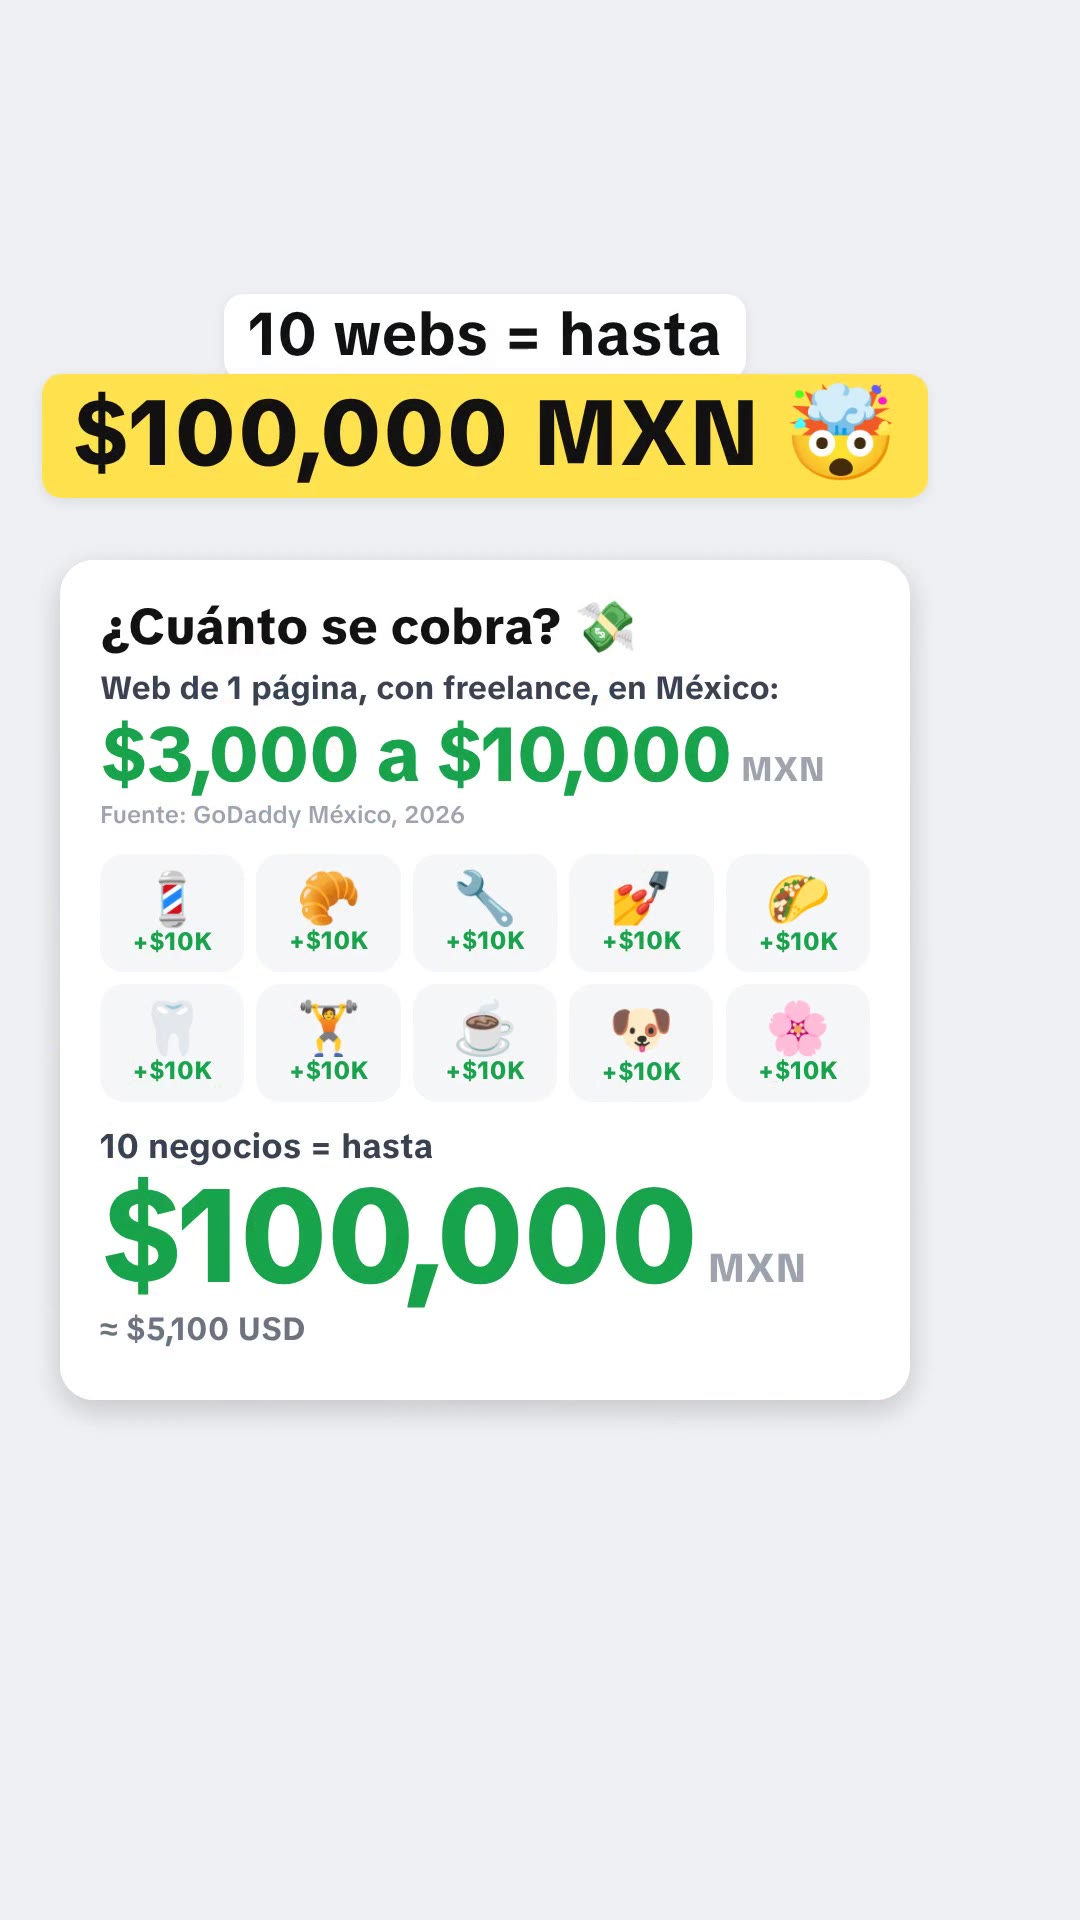 10 webs = hasta
$100,000 MXN 🤯
¿Cuánto se cobra? 💸
Web de 1 página, con freelance, en México:
$3,000 a $10,000 MXN
Fuente: GoDaddy México, 2026
+$10K +$10K +$10K +$10K +$10K
+$10K +$10K +$10K +$10K +$10K
10 negocios = hasta
$100,000 MXN
≈ $5,100 USD